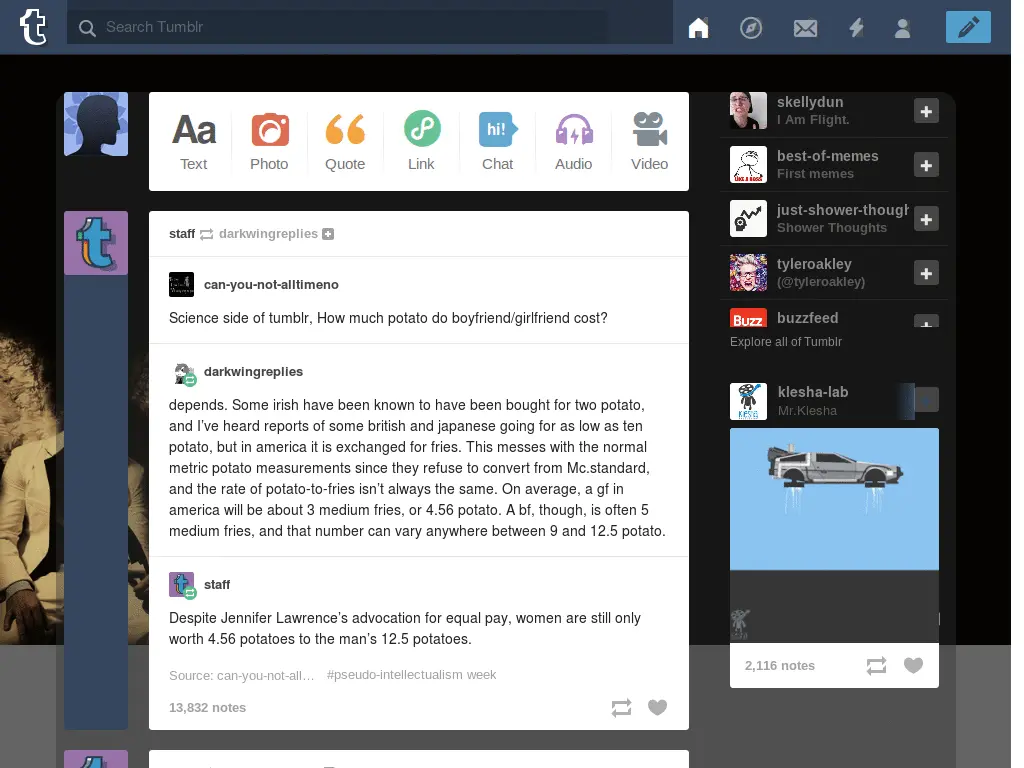 Search Tumblr
Aa
hi!
Text
Photo
Quote
Link
Chat
Audio
Video
staff darkwingreplies
can-you-not-alltimeno
Science side of tumblr, How much potato do boyfriend/girlfriend cost?
darkwingreplies
depends. Some irish have been known to have been bought for two potato,
and I’ve heard reports of some british and japanese going for as low as ten
potato, but in america it is exchanged for fries. This messes with the normal
metric potato measurements since they refuse to convert from Mc.standard,
and the rate of potato-to-fries isn’t always the same. On average, a gf in
america will be about 3 medium fries, or 4.56 potato. A bf, though, is often 5
medium fries, and that number can vary anywhere between 9 and 12.5 potato.
staff
Despite Jennifer Lawrence’s advocation for equal pay, women are still only
worth 4.56 potatoes to the man’s 12.5 potatoes.
Source: can-you-not-all… #pseudo-intellectualism week
13,832 notes
skellydun
I Am Flight.
LIKE A BOSS
best-of-memes
First memes
just-shower-though
Shower Thoughts
tyleroakley
(@tyleroakley)
Buzz
buzzfeed
Explore all of Tumblr
klesha
klesha-lab
Mr.Klesha
2,116 notes